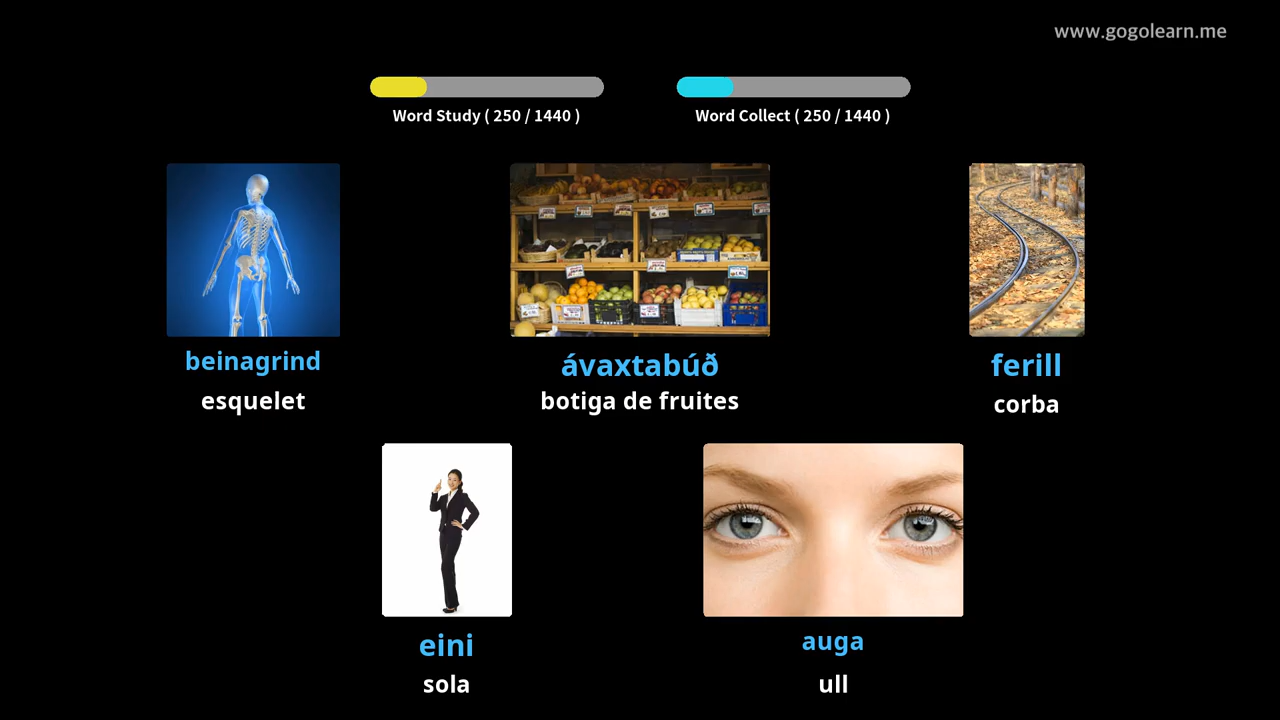 www.gogolearn.me
Word Study ( 250 / 1440 )
Word Collect ( 250 / 1440 )
beinagrind
esquelet
ávaxtabúð
botiga de fruites
ferill
corba
eini
sola
auga
ull